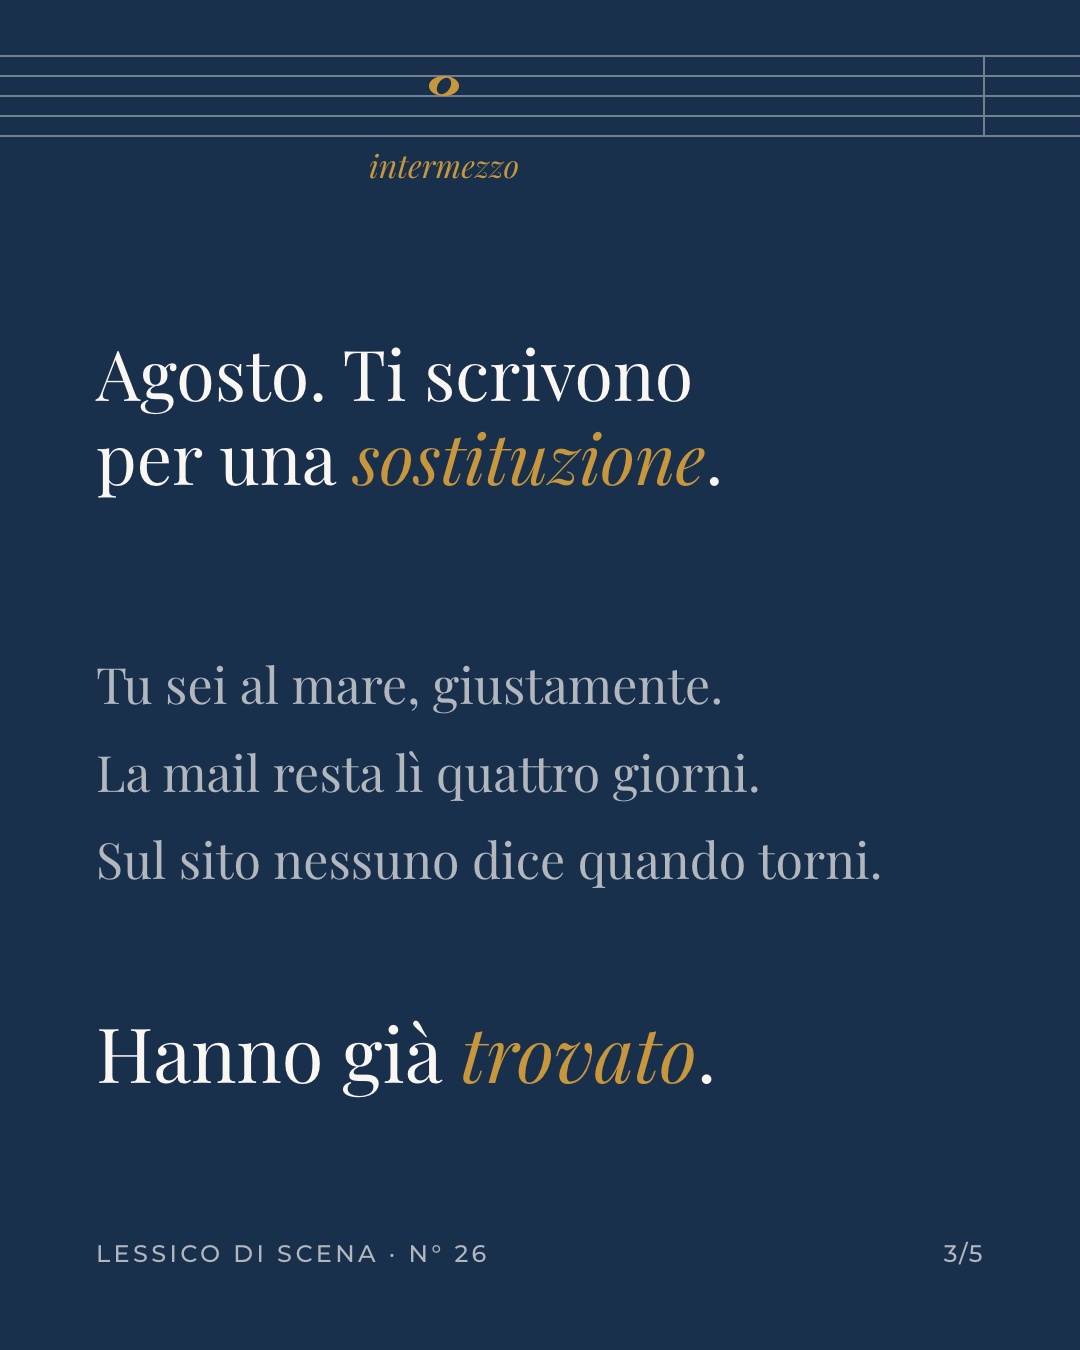 intermezzo
Agosto. Ti scrivono
per una sostituzione.
Tu sei al mare, giustamente.
La mail resta lì quattro giorni.
Sul sito nessuno dice quando torni.
Hanno già trovato.
LESSICO DI SCENA · N° 26
3/5